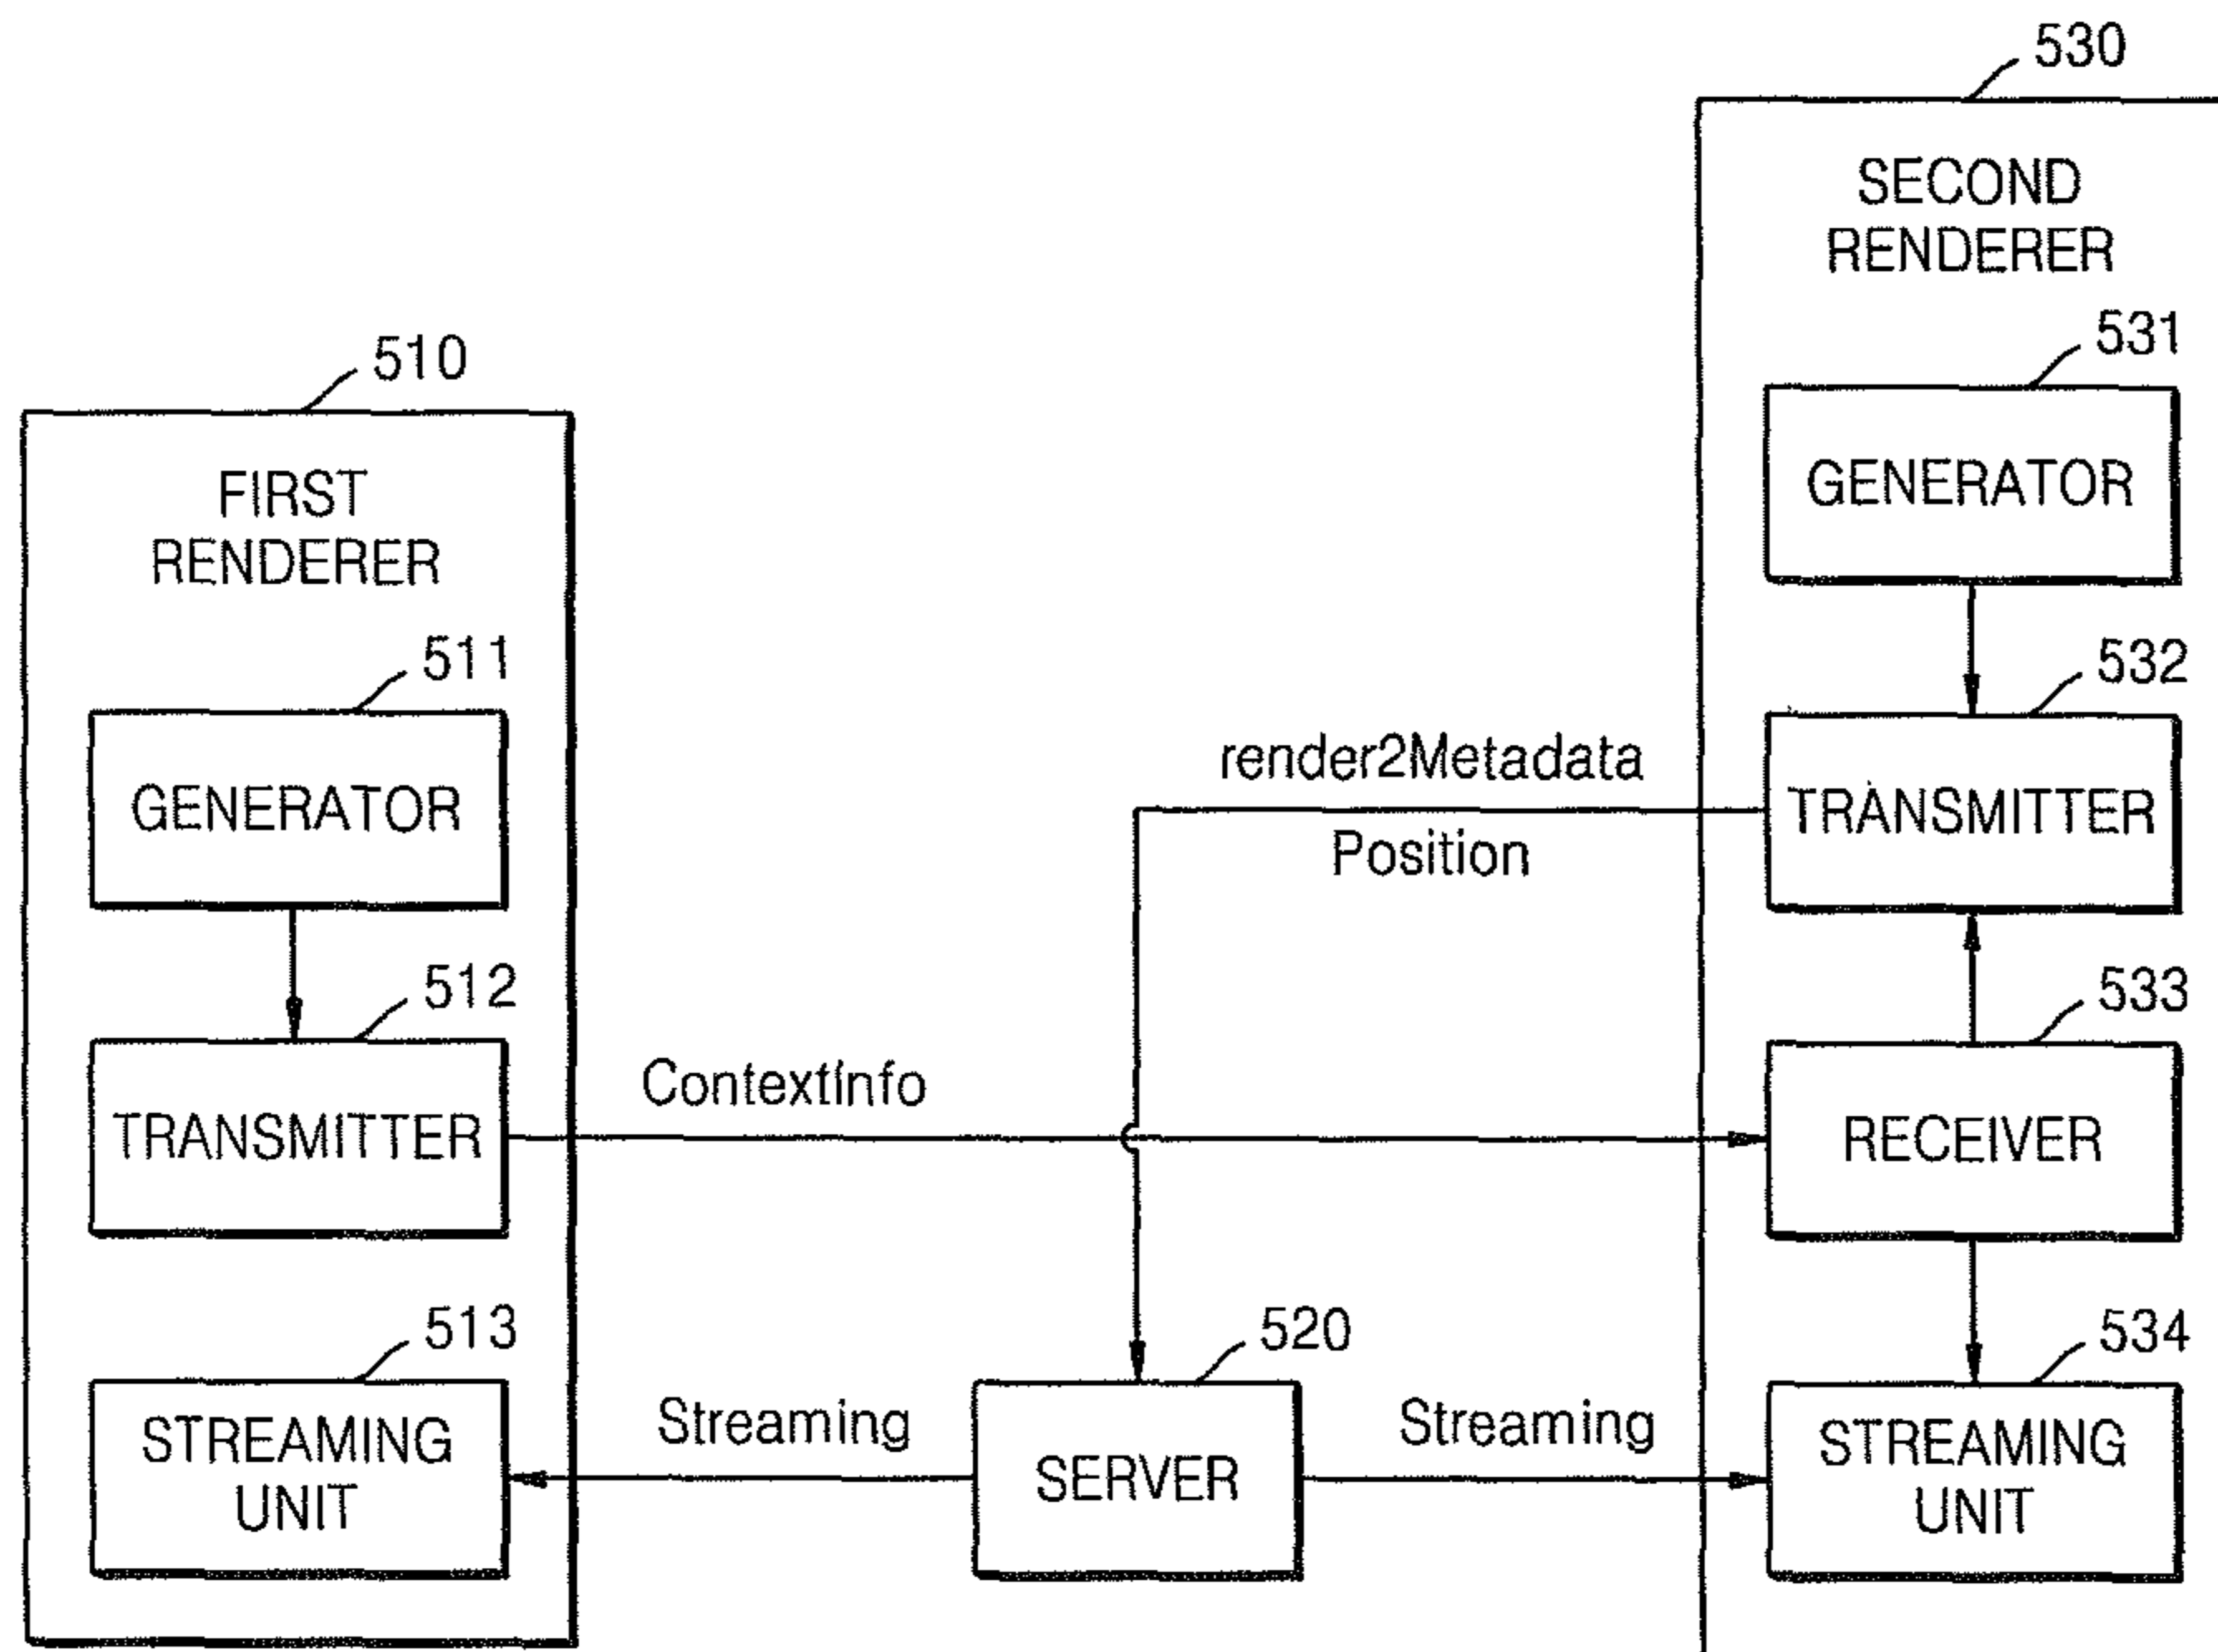 530
SECOND
RENDERER
531
GENERATOR
532
TRANSMITTER
533
RECEIVER
534
STREAMING
UNIT
510
FIRST
RENDERER
511
GENERATOR
512
TRANSMITTER
513
STREAMING
UNIT
render2Metadata
Position
ContextInfo
520
SERVER
Streaming
Streaming